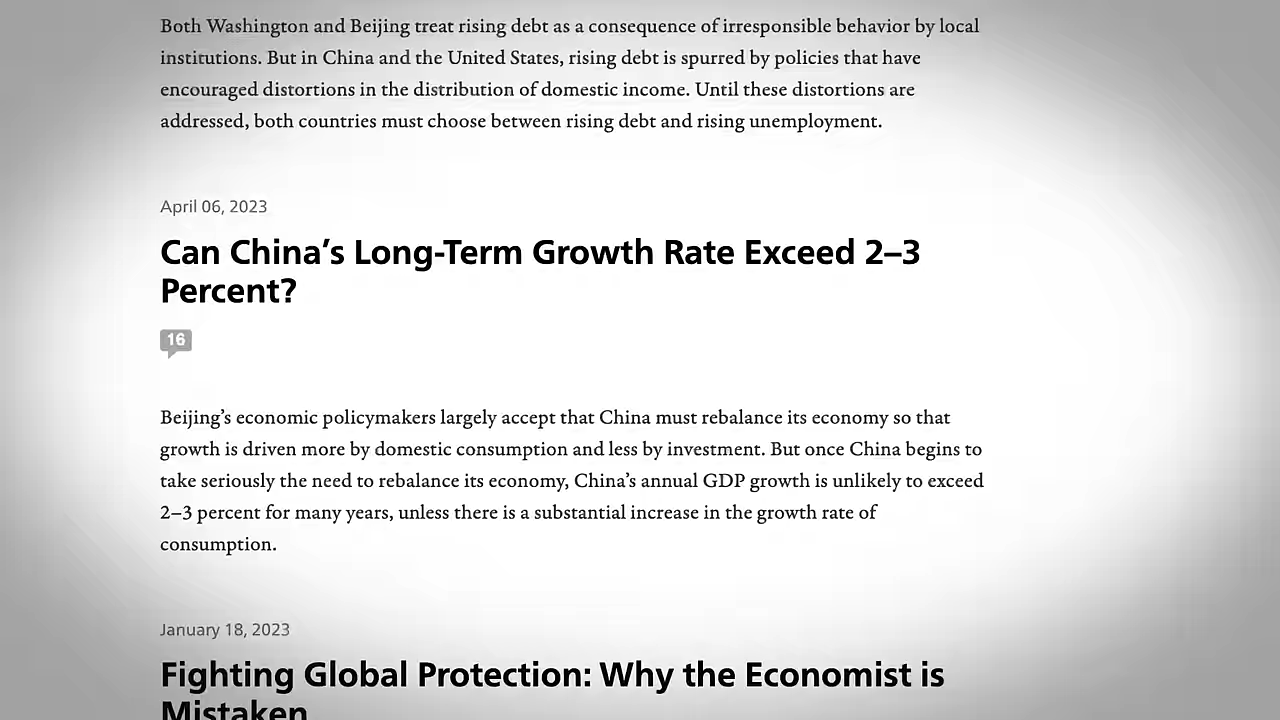 Both Washington and Beijing treat rising debt as a consequence of irresponsible behavior by local
institutions. But in China and the United States, rising debt is spurred by policies that have
encouraged distortions in the distribution of domestic income. Until these distortions are
addressed, both countries must choose between rising debt and rising unemployment.
April 06, 2023
Can China’s Long-Term Growth Rate Exceed 2–3
Percent?
16
Beijing’s economic policymakers largely accept that China must rebalance its economy so that
growth is driven more by domestic consumption and less by investment. But once China begins to
take seriously the need to rebalance its economy, China’s annual GDP growth is unlikely to exceed
2–3 percent for many years, unless there is a substantial increase in the growth rate of
consumption.
January 18, 2023
Fighting Global Protection: Why the Economist is
Mistaken